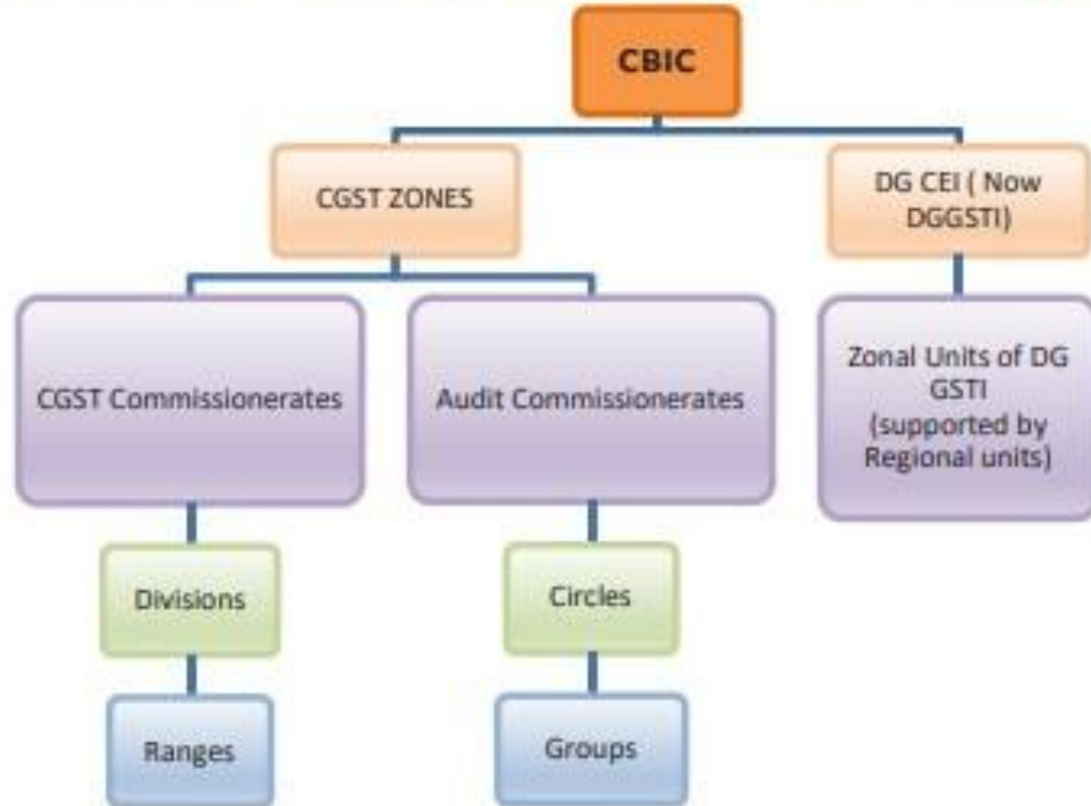 CBIC
CGST ZONES
DG CEI ( Now
DGGSTI)
CGST Commissionerates
Audit Commissionerates
Zonal Units of DG
GSTI
(supported by
Regional units)
Divisions
Circles
Ranges
Groups